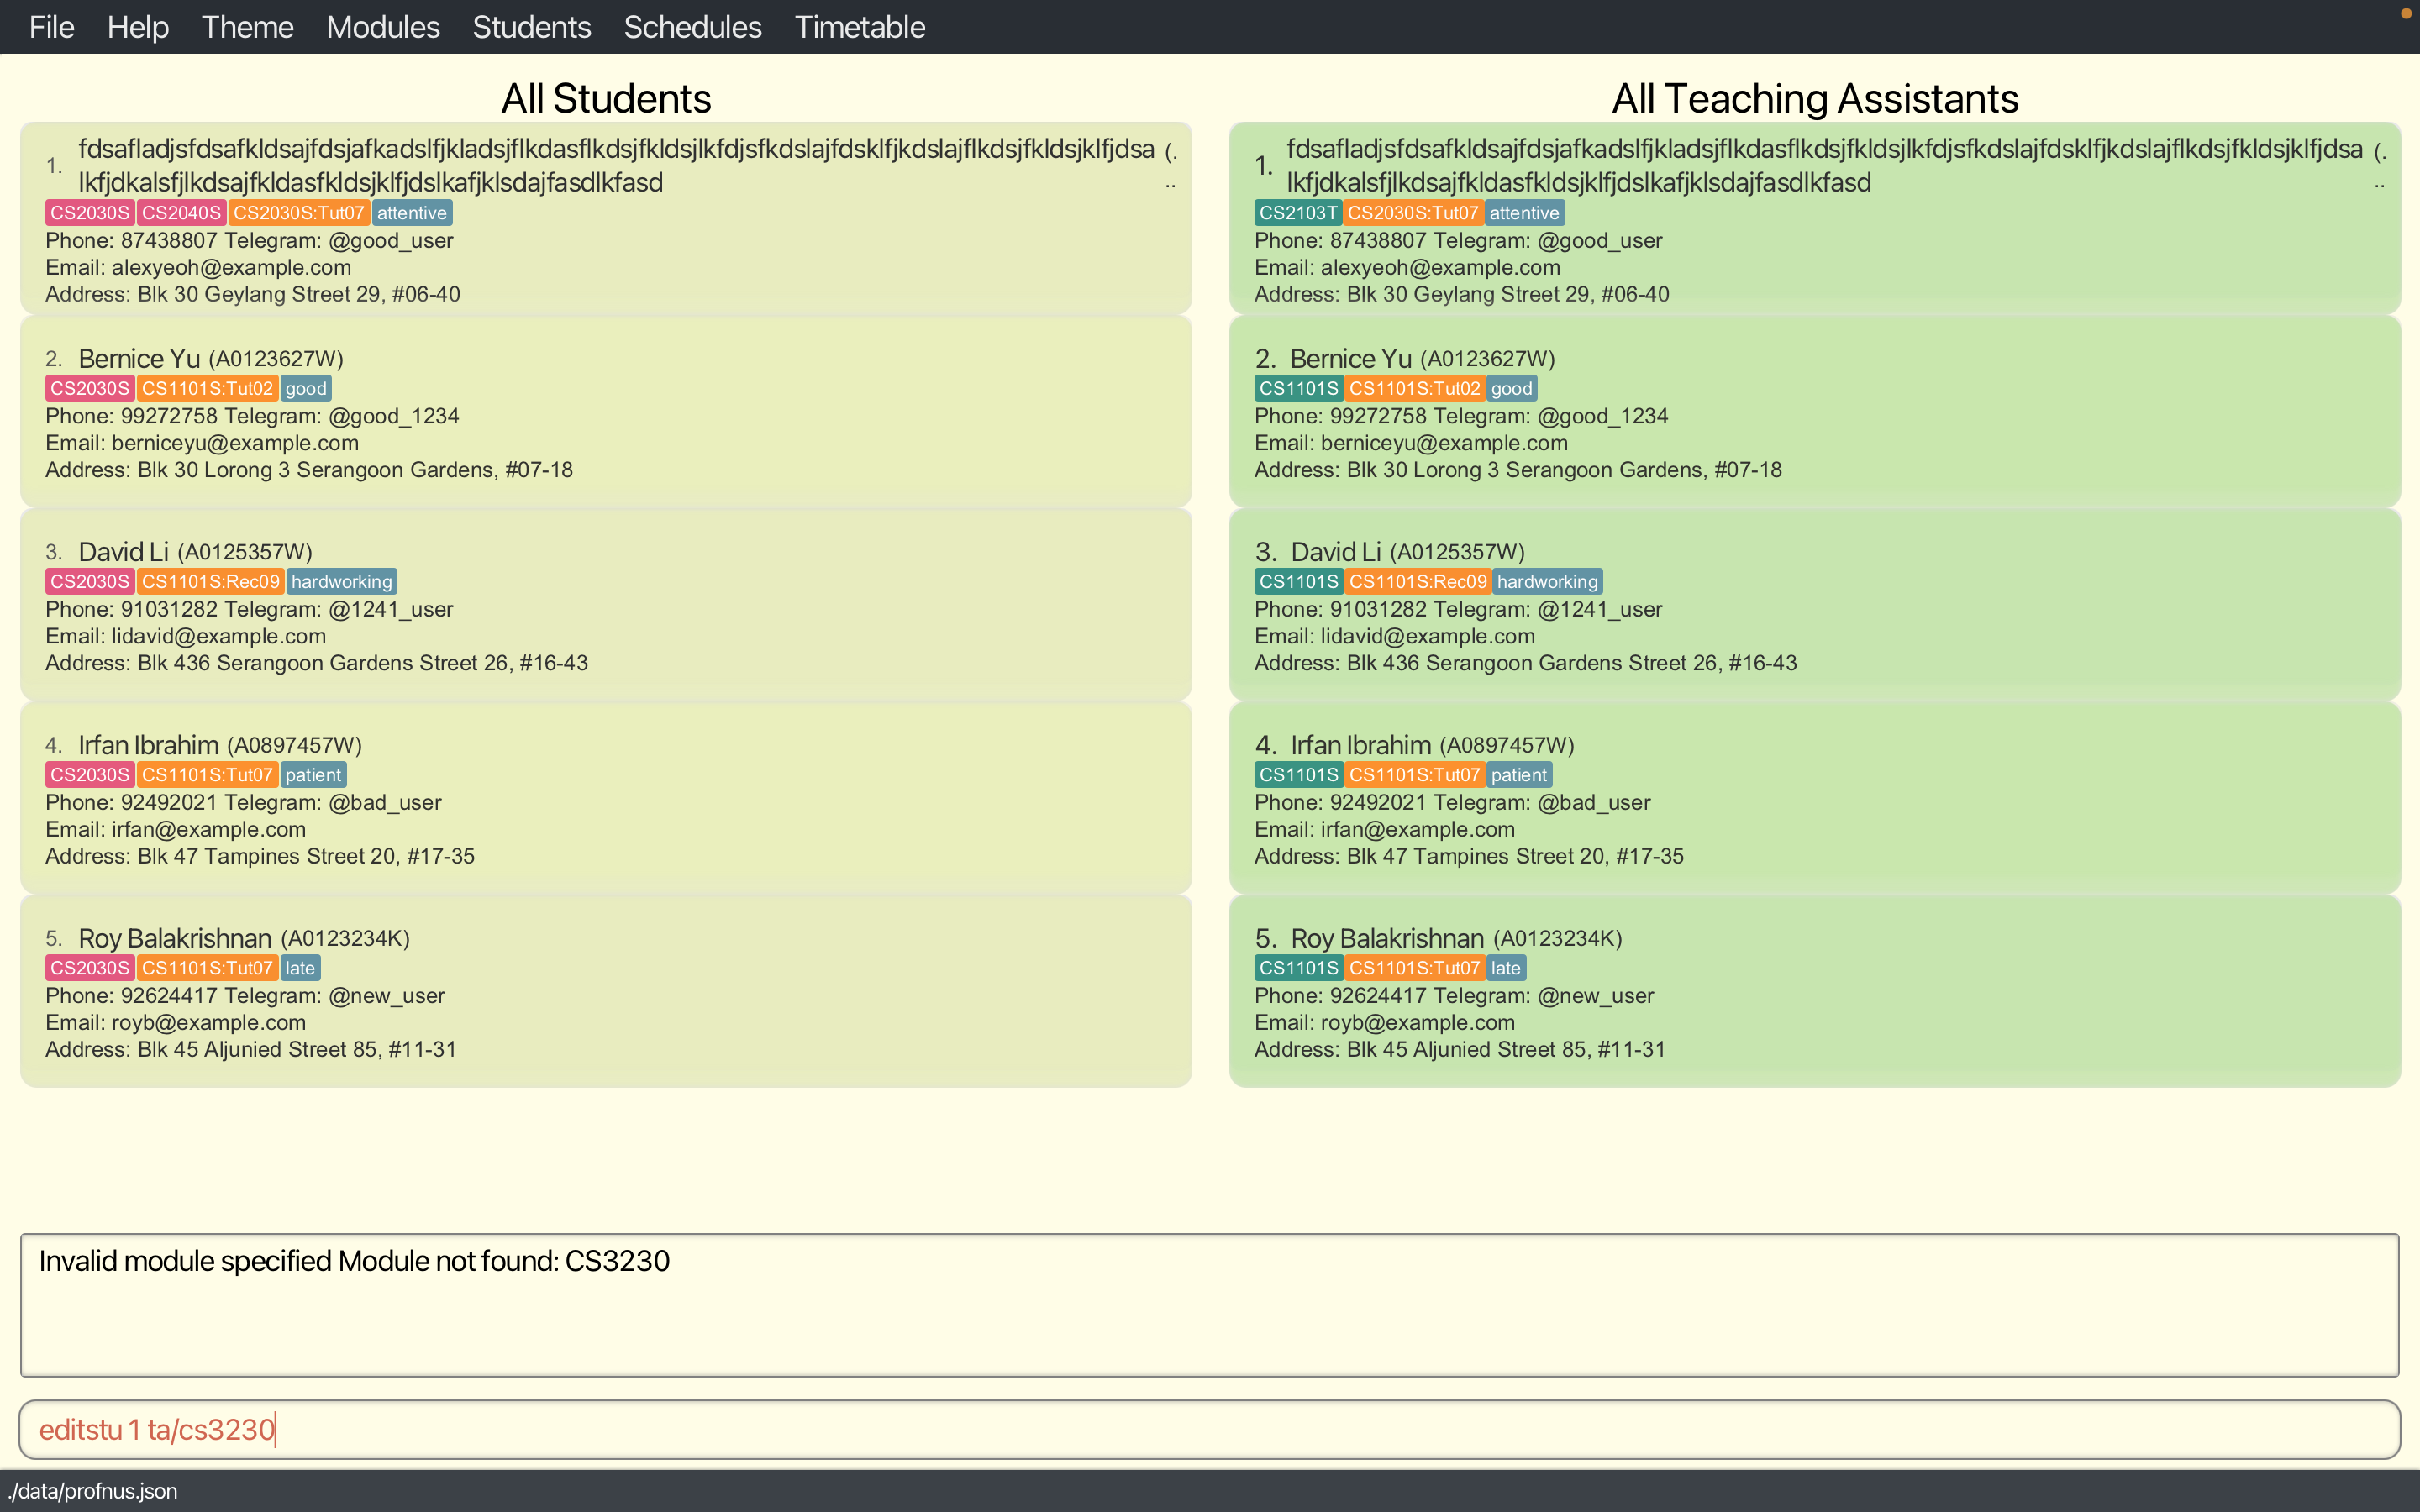 File Help Theme Modules Students Schedules Timetable
All Students
1. fdsafladjsfdsafkldsajfdsjafkadslfjkladsjflkdasflkdsjfkldsjlkfdjsfkdslajfdsklfjkdslajflkdsjfkldsjklfjdsa (.
lkfjdkalsfjlkdsajfkldasfkldsjklfjdslkafjklsdajfasdlkfasd ..
CS2030S CS2040S CS2030S:Tut07 attentive
Phone: 87438807 Telegram: @good_user
Email: alexyeoh@example.com
Address: Blk 30 Geylang Street 29, #06-40
2. Bernice Yu (A0123627W)
CS2030S CS1101S:Tut02 good
Phone: 99272758 Telegram: @good_1234
Email: berniceyu@example.com
Address: Blk 30 Lorong 3 Serangoon Gardens, #07-18
3. David Li (A0125357W)
CS2030S CS1101S:Rec09 hardworking
Phone: 91031282 Telegram: @1241_user
Email: lidavid@example.com
Address: Blk 436 Serangoon Gardens Street 26, #16-43
4. Irfan Ibrahim (A0897457W)
CS2030S CS1101S:Tut07 patient
Phone: 92492021 Telegram: @bad_user
Email: irfan@example.com
Address: Blk 47 Tampines Street 20, #17-35
5. Roy Balakrishnan (A0123234K)
CS2030S CS1101S:Tut07 late
Phone: 92624417 Telegram: @new_user
Email: royb@example.com
Address: Blk 45 Aljunied Street 85, #11-31
All Teaching Assistants
1. fdsafladjsfdsafkldsajfdsjafkadslfjkladsjflkdasflkdsjfkldsjlkfdjsfkdslajfdsklfjkdslajflkdsjfkldsjklfjdsa (.
lkfjdkalsfjlkdsajfkldasfkldsjklfjdslkafjklsdajfasdlkfasd ..
CS2103T CS2030S:Tut07 attentive
Phone: 87438807 Telegram: @good_user
Email: alexyeoh@example.com
Address: Blk 30 Geylang Street 29, #06-40
2. Bernice Yu (A0123627W)
CS1101S CS1101S:Tut02 good
Phone: 99272758 Telegram: @good_1234
Email: berniceyu@example.com
Address: Blk 30 Lorong 3 Serangoon Gardens, #07-18
3. David Li (A0125357W)
CS1101S CS1101S:Rec09 hardworking
Phone: 91031282 Telegram: @1241_user
Email: lidavid@example.com
Address: Blk 436 Serangoon Gardens Street 26, #16-43
4. Irfan Ibrahim (A0897457W)
CS1101S CS1101S:Tut07 patient
Phone: 92492021 Telegram: @bad_user
Email: irfan@example.com
Address: Blk 47 Tampines Street 20, #17-35
5. Roy Balakrishnan (A0123234K)
CS1101S CS1101S:Tut07 late
Phone: 92624417 Telegram: @new_user
Email: royb@example.com
Address: Blk 45 Aljunied Street 85, #11-31
Invalid module specified Module not found: CS3230
editstu 1 ta/cs3230
./data/profnus.json